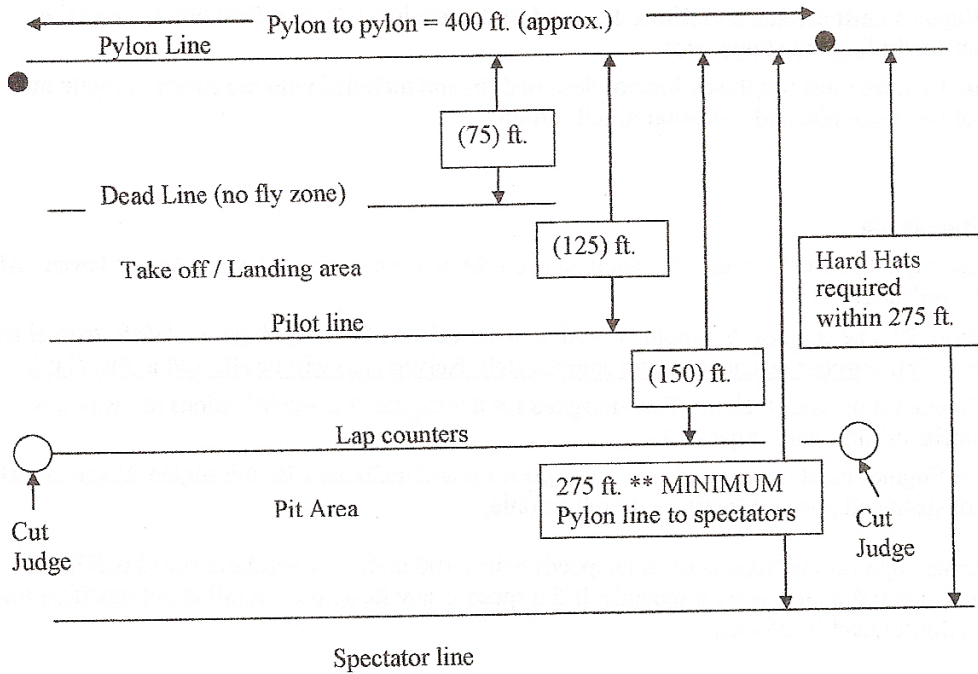 Pylon to pylon = 400 ft. (approx.)
Pylon Line
(75) ft.
Dead Line (no fly zone)
(125) ft.
Take off / Landing area
Hard Hats
required
within 275 ft.
Pilot line
(150) ft.
Lap counters
275 ft. ** MINIMUM
Pylon line to spectators
Pit Area
Cut
Judge
Cut
Judge
Spectator line